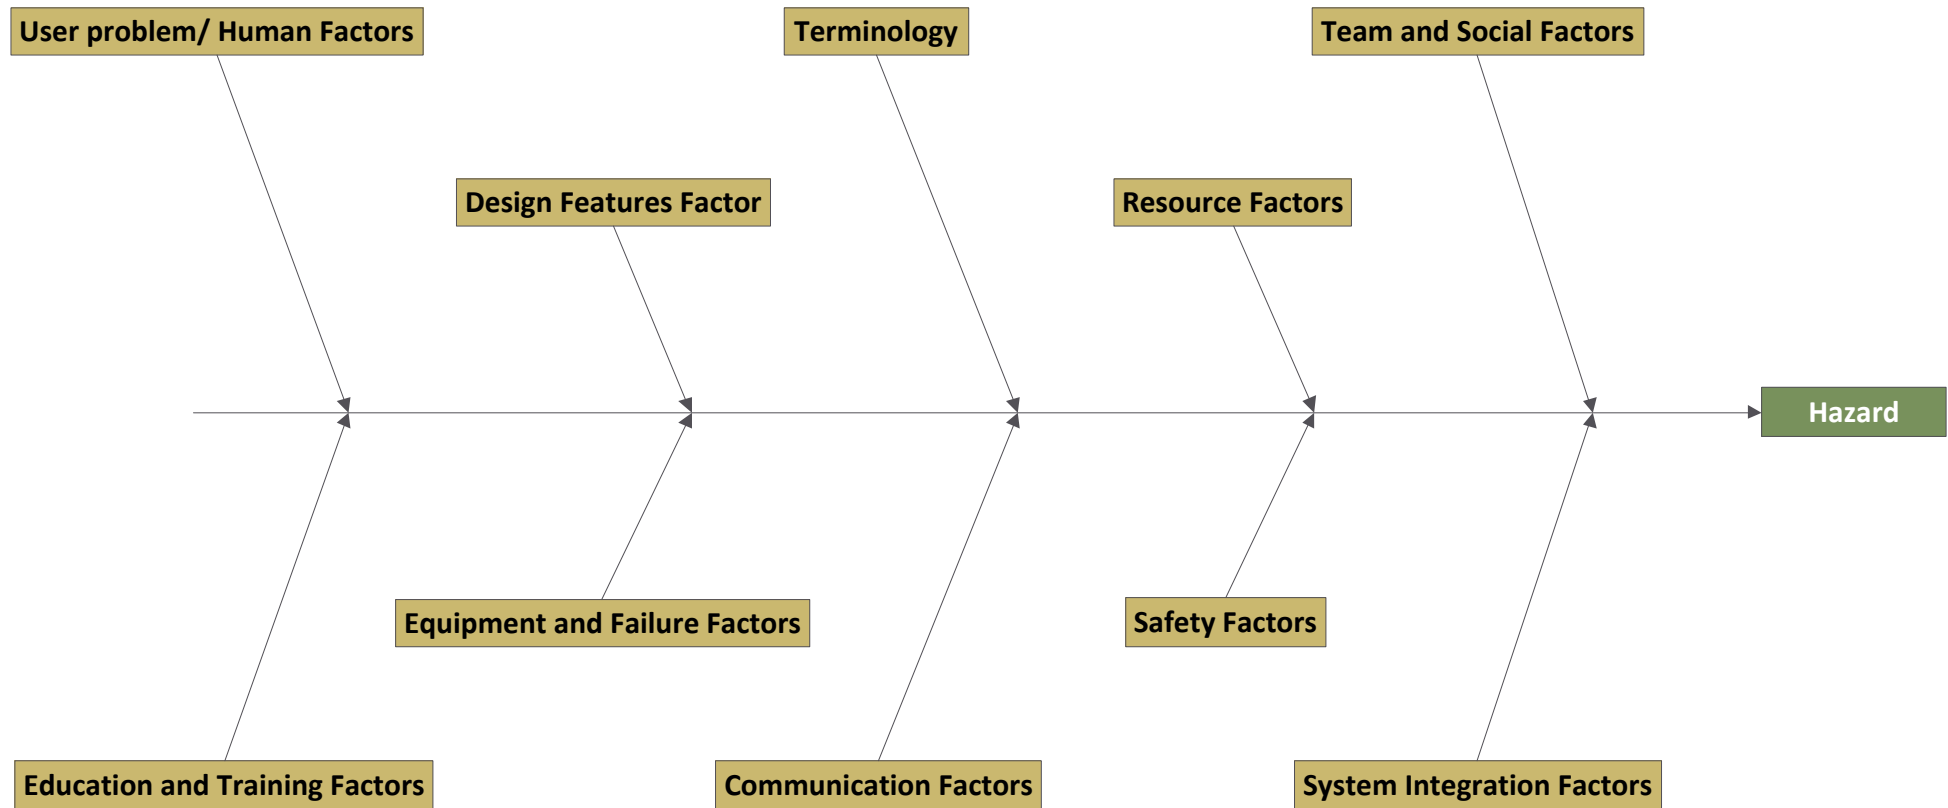 User problem/ Human Factors
Terminology
Team and Social Factors
Design Features Factor
Resource Factors
Hazard
Equipment and Failure Factors
Safety Factors
Education and Training Factors
Communication Factors
System Integration Factors